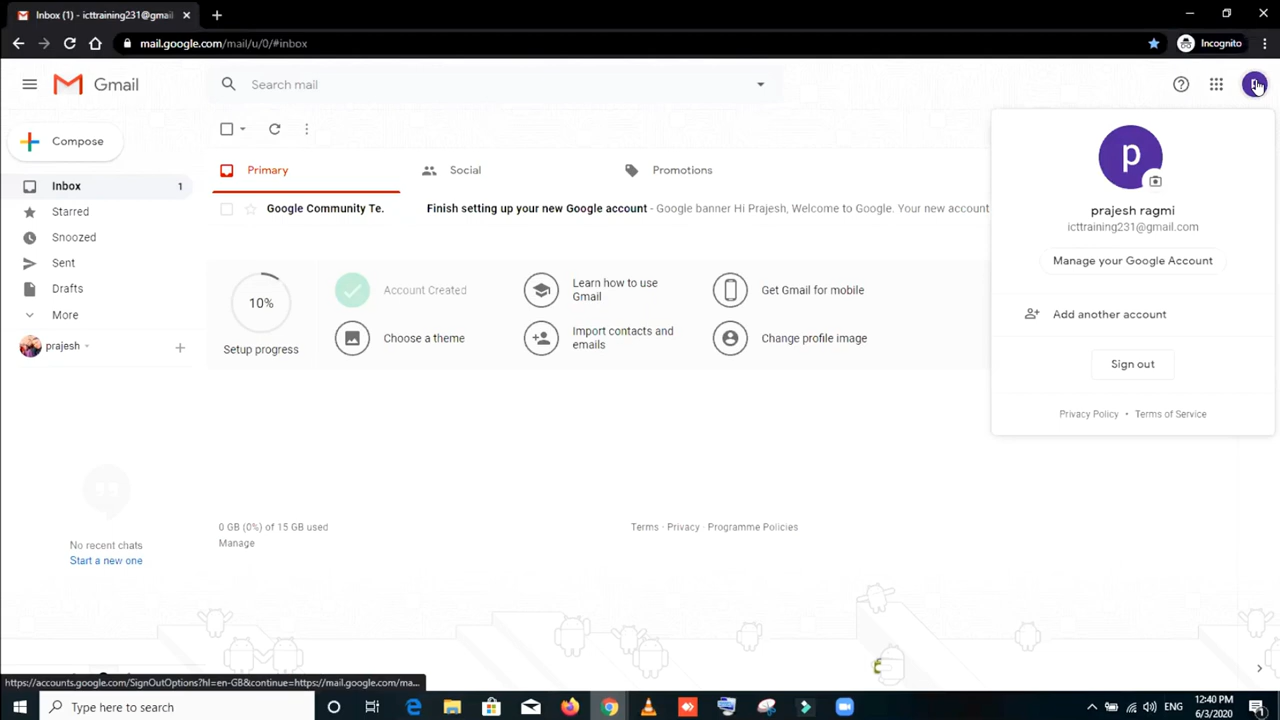 Inbox (1) - icttraining231@gmail
mail.google.com/mail/u/0/#inbox
Incognito
Gmail
Search mail
Compose
Inbox 1
Starred
Snoozed
Sent
Drafts
More
prajesh
Primary
Social
Promotions
Google Community Te. Finish setting up your new Google account - Google banner Hi Prajesh, Welcome to Google. Your new account
10%
Setup progress
Account Created
Learn how to use
Gmail
Get Gmail for mobile
Choose a theme
Import contacts and
emails
Change profile image
p
prajesh ragmi
icttraining231@gmail.com
Manage your Google Account
Add another account
Sign out
Privacy Policy • Terms of Service
No recent chats
Start a new one
0 GB (0%) of 15 GB used
Manage
Terms · Privacy · Programme Policies
https://accounts.google.com/SignOutOptions?hl=en-GB&continue=https://mail.google.com/ma...
Type here to search
ENG
12:40 PM
6/3/2020